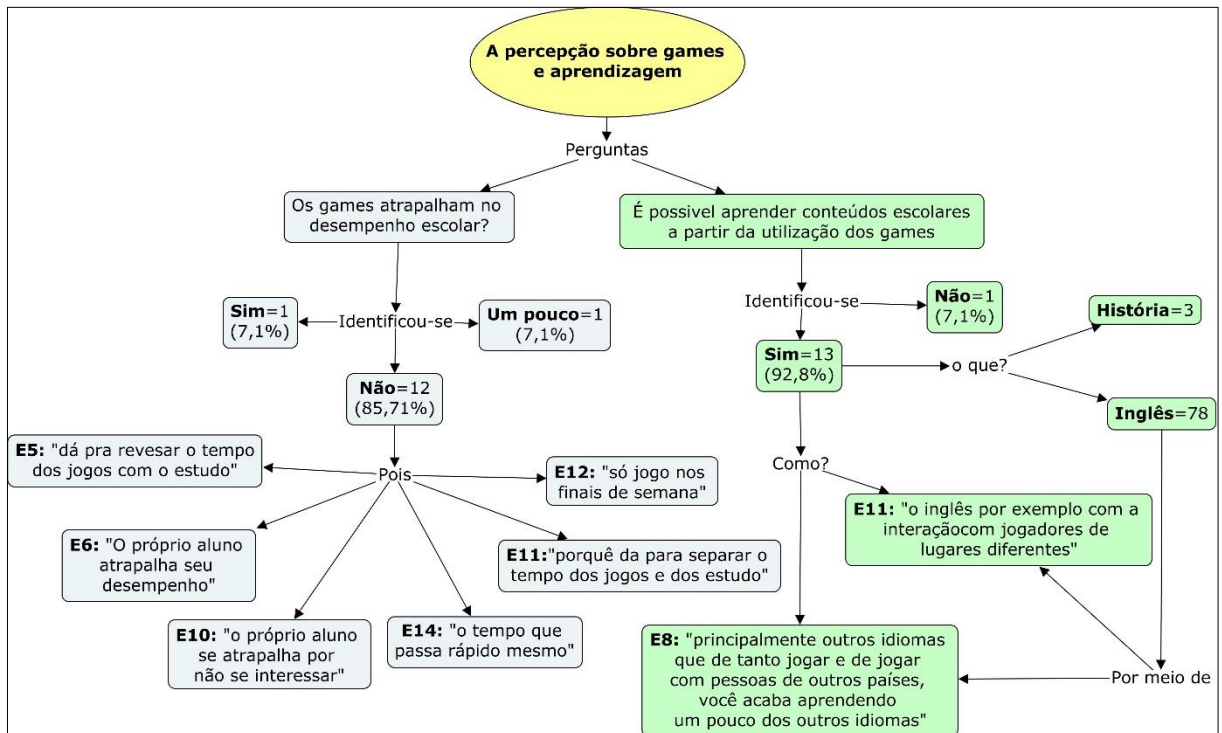 A percepção sobre games
e aprendizagem
Perguntas
Os games atrapalham no
desempenho escolar?
É possivel aprender conteúdos escolares
a partir da utilização dos games
Sim=1
(7,1%)
Identificou-se
Um pouco=1
(7,1%)
Não=12
(85,71%)
Pois
E5: "dá pra revesar o tempo
dos jogos com o estudo"
E12: "só jogo nos
finais de semana"
E6: "O próprio aluno
atrapalha seu
desempenho"
E11:"porquê da para separar o
tempo dos jogos e dos estudo"
E10: "o próprio aluno
se atrapalha por
não se interessar"
E14: "o tempo que
passa rápido mesmo"
Identificou-se
Não=1
(7,1%)
Sim=13
(92,8%)
o que?
História=3
Inglês=78
Como?
E11: "o inglês por exemplo com a
interaçãocom jogadores de
lugares diferentes"
E8: "principalmente outros idiomas
que de tanto jogar e de jogar
com pessoas de outros países,
você acaba aprendendo
um pouco dos outros idiomas"
Por meio de